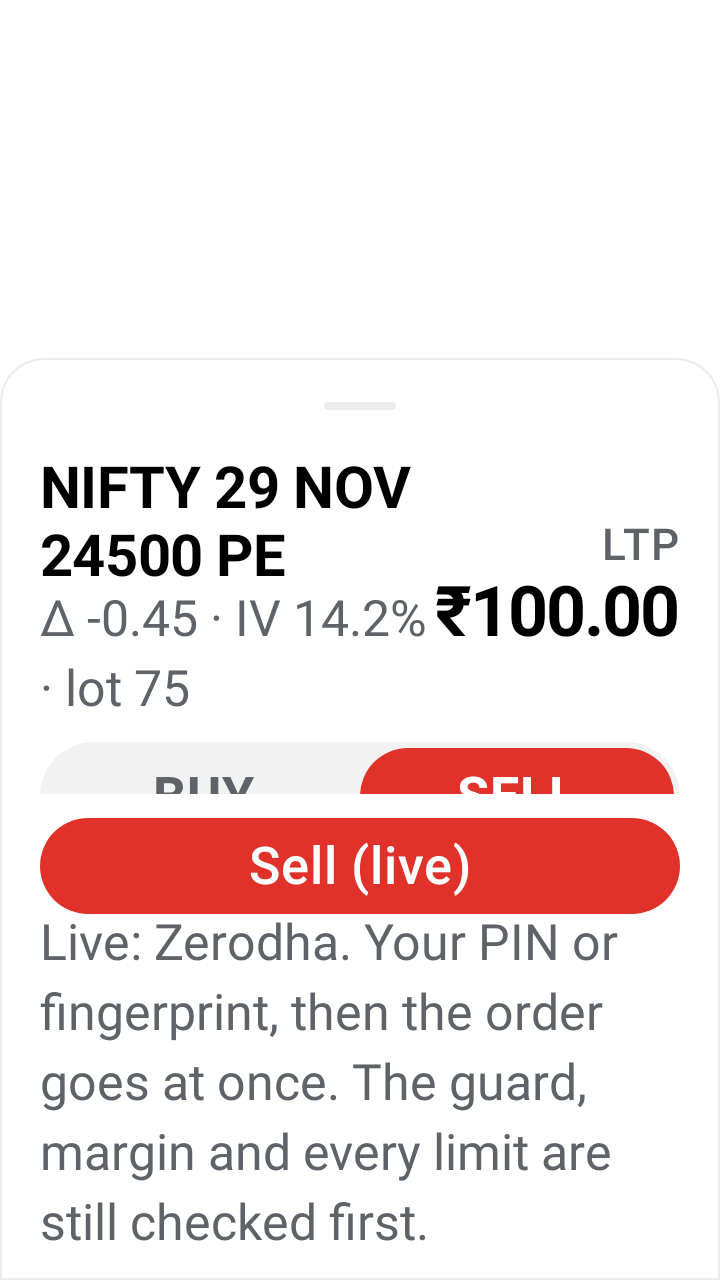 NIFTY 29 NOV
24500 PE
LTP
Δ -0.45 · IV 14.2%
₹100.00
· lot 75
BUY
SELL
Sell (live)
Live: Zerodha. Your PIN or
fingerprint, then the order
goes at once. The guard,
margin and every limit are
still checked first.